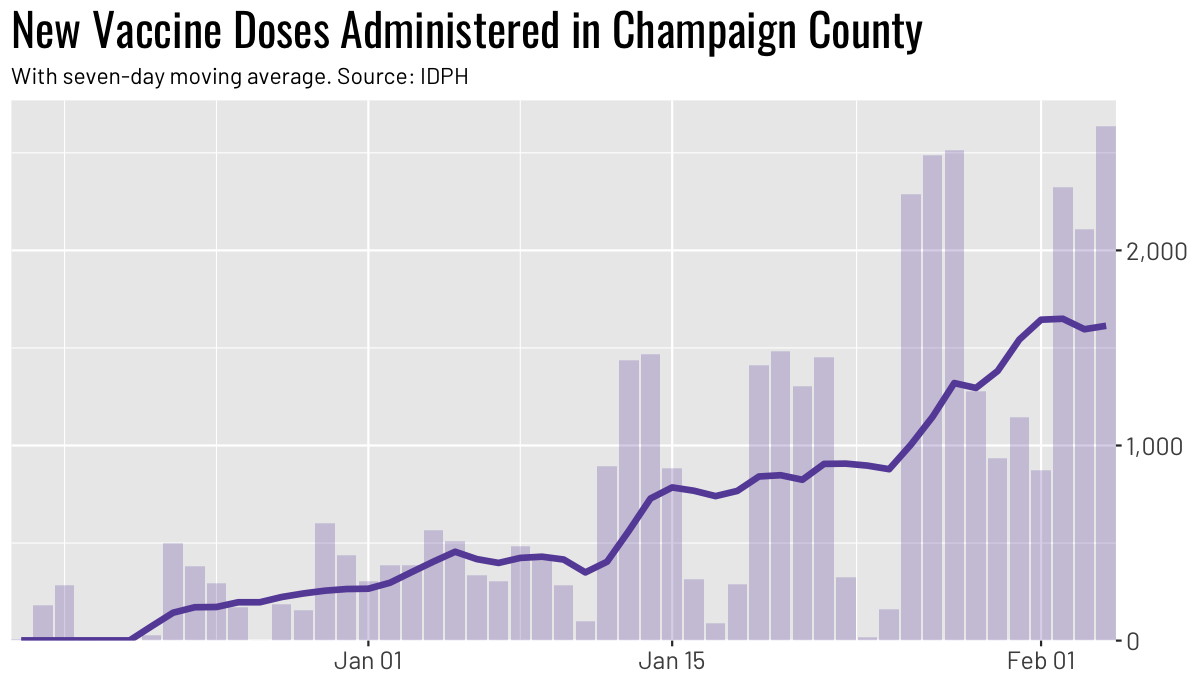 New Vaccine Doses Administered in Champaign County
With seven-day moving average. Source: IDPH
2,000
1,000
0
Jan 01
Jan 15
Feb 01